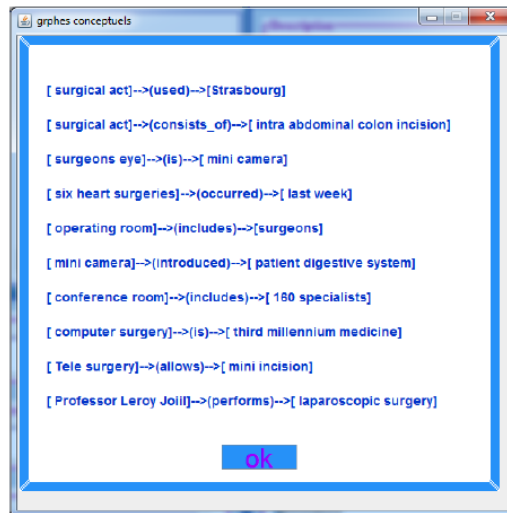 grphes conceptuels
[ surgical act]-->(used)-->[Strasbourg]
[ surgical act]-->(consists_of)-->[ intra abdominal colon incision]
[ surgeons eye]-->(is)-->[ mini camera]
[ six heart surgeries]-->(occurred)-->[ last week]
[ operating room]-->(includes)-->[surgeons]
[ mini camera]-->(introduced)-->[ patient digestive system]
[ conference room]-->(includes)-->[ 160 specialists]
[ computer surgery]-->(is)-->[ third millennium medicine]
[ Tele surgery]-->(allows)-->[ mini incision]
[ Professor Leroy Joiil]-->(performs)-->[ laparoscopic surgery]
ok